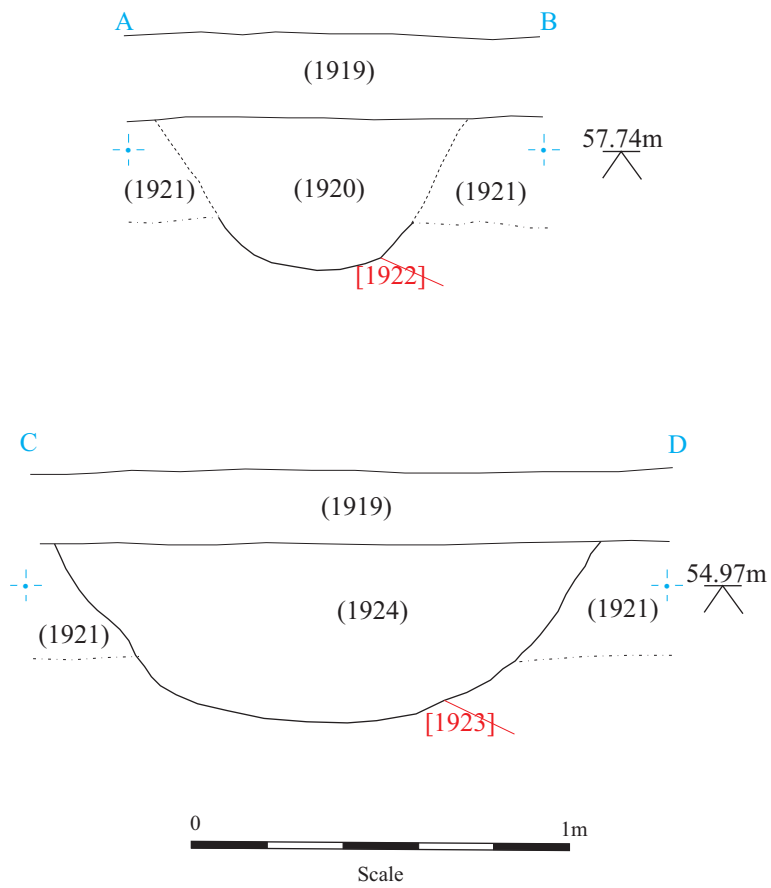 A B
(1919)
57.74m
(1921) (1920) (1921)
[1922]
C D
(1919)
54.97m
(1924)
(1921) (1921)
[1923]
0 1m
Scale